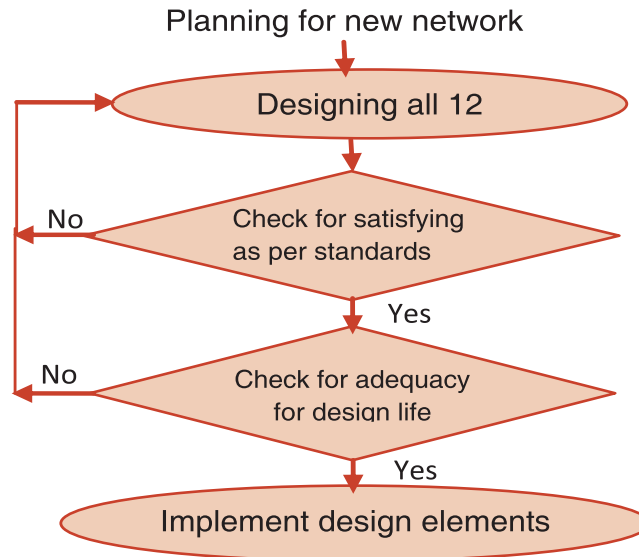 Planning for new network
Designing all 12
No
Check for satisfying
as per standards
Yes
No
Check for adequacy
for design life
Yes
Implement design elements